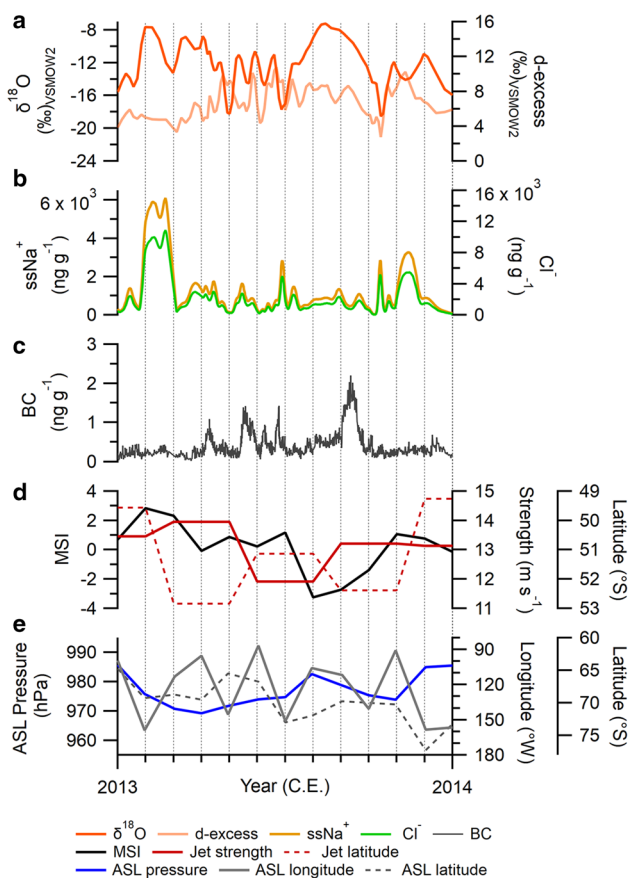 a
-8
-12
-16
-20
-24
δ18O
(‰)VSMOW2
16
12
8
4
0
d-excess
(‰)VSMOW2
b
6 x 10³
4
2
0
ssNa⁺
(ng g⁻¹)
16 x 10³
12
8
4
0
Cl⁻
(ng g⁻¹)
c
3
2
1
0
BC
(ng g⁻¹)
d
4
2
0
-2
-4
MSI
15
14
13
12
11
Strength (m s⁻¹)
49
50
51
52
53
Latitude (°S)
e
990
980
970
960
ASL Pressure
(hPa)
90
120
150
180
Longitude (°W)
60
65
70
75
Latitude (°S)
2013 Year (C.E.) 2014
δ18O d-excess ssNa⁺ Cl⁻ BC
MSI Jet strength Jet latitude
ASL pressure ASL longitude ASL latitude